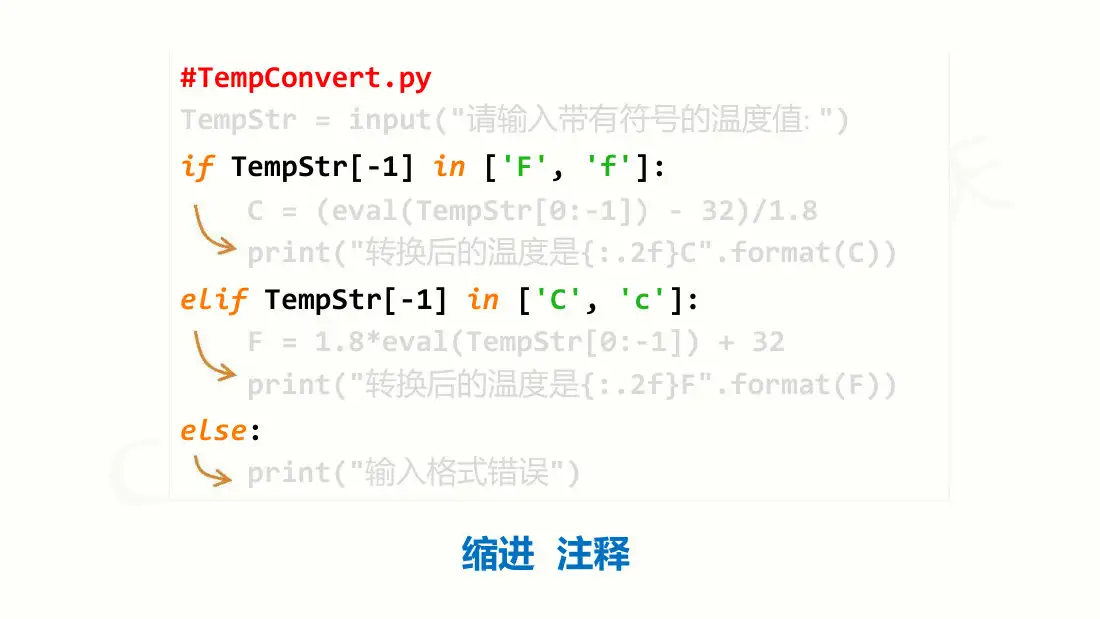 #TempConvert.py
TempStr = input("请输入带有符号的温度值: ")
if TempStr[-1] in ['F', 'f']:
    C = (eval(TempStr[0:-1]) - 32)/1.8
    print("转换后的温度是{:.2f}C".format(C))
elif TempStr[-1] in ['C', 'c']:
    F = 1.8*eval(TempStr[0:-1]) + 32
    print("转换后的温度是{:.2f}F".format(F))
else:
    print("输入格式错误")
缩进 注释